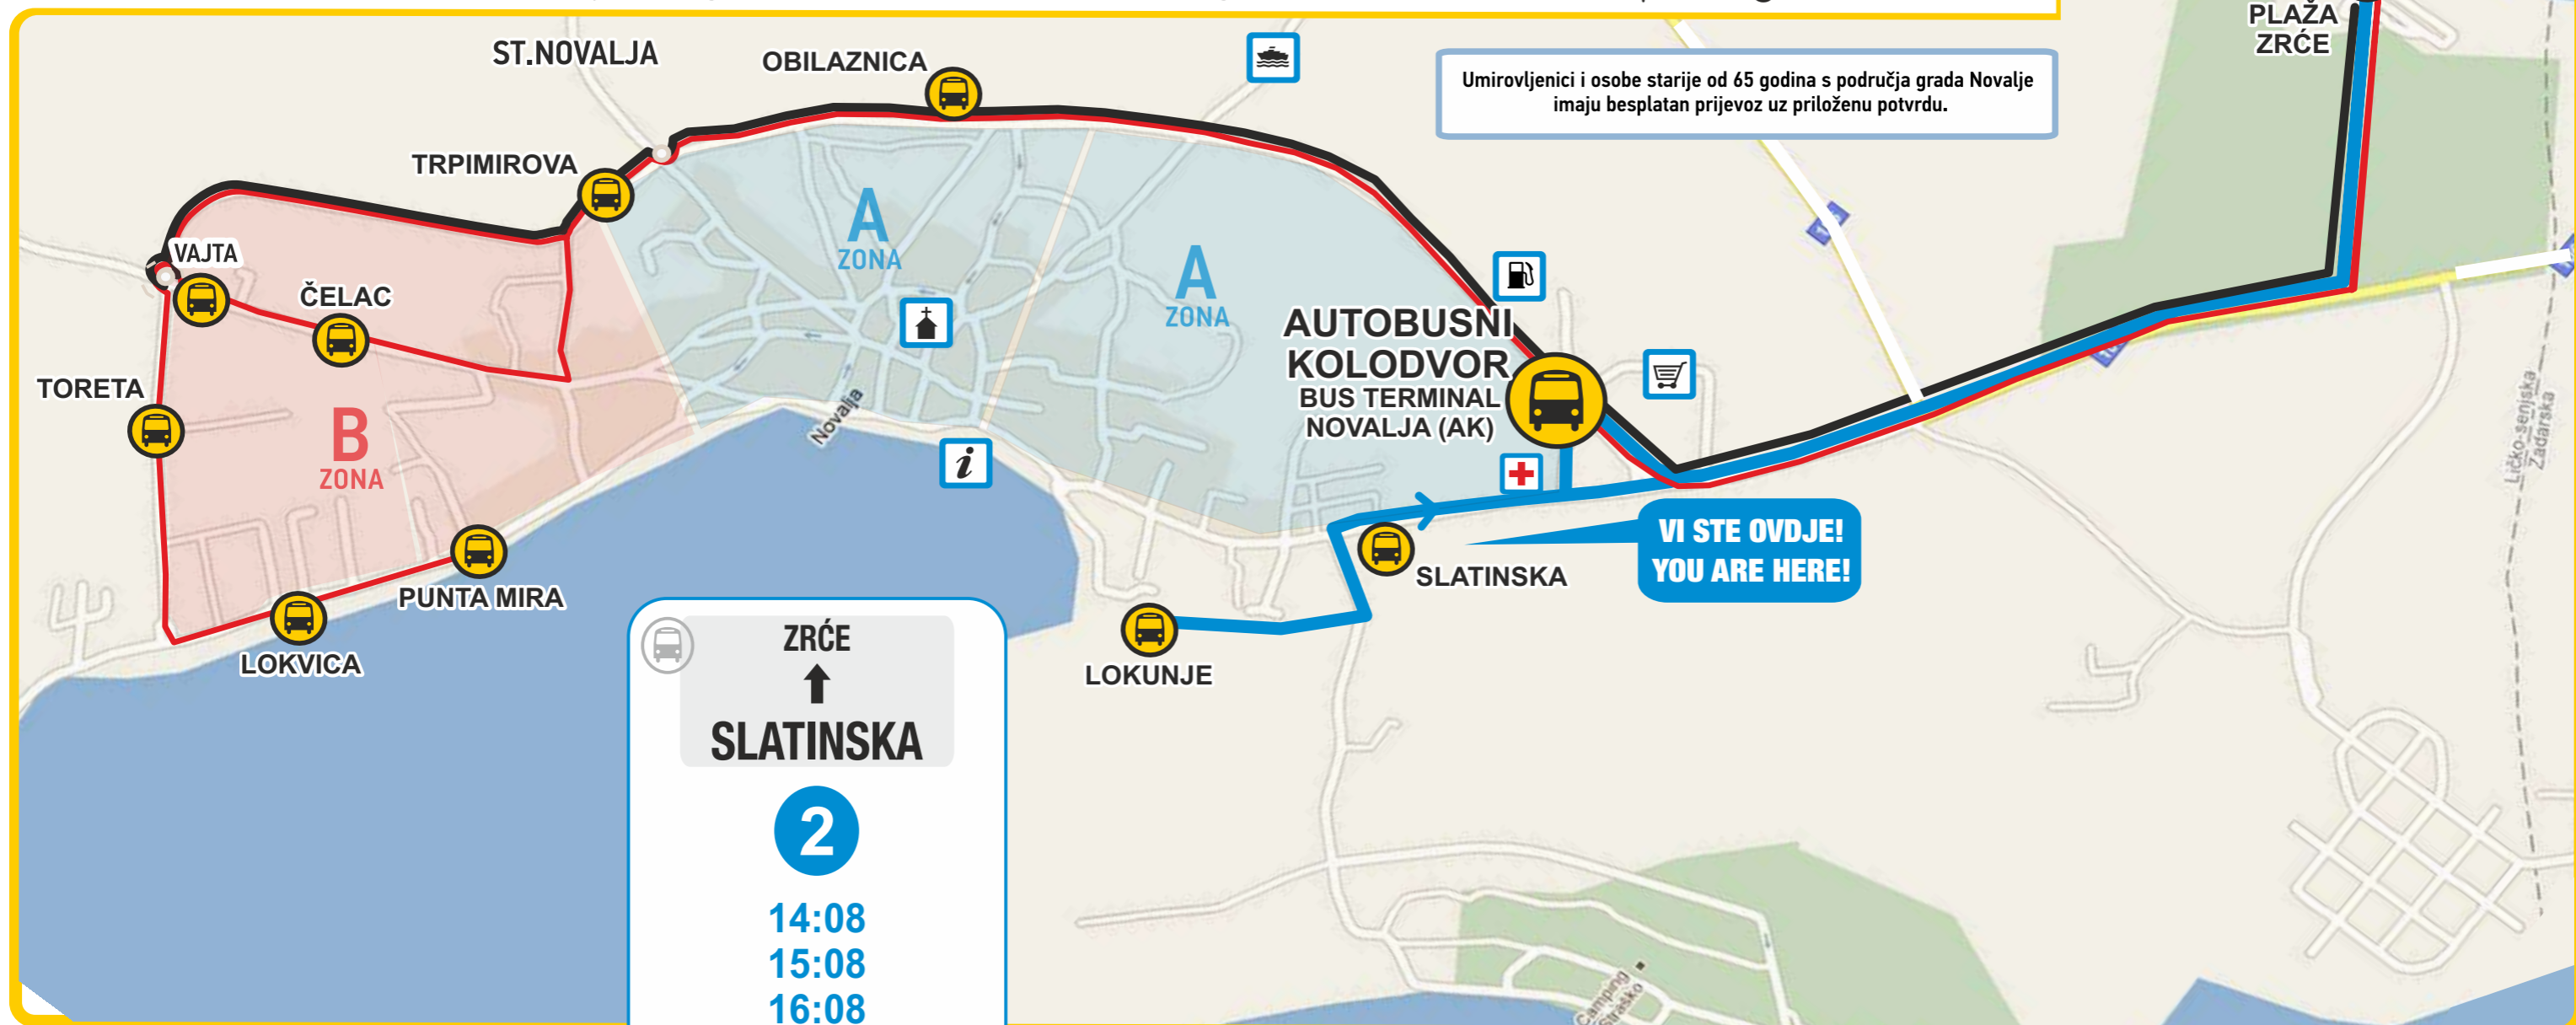 PLAŽA
ZRĆE
ST.NOVALJA
OBILAZNICA
Umirovljenici i osobe starije od 65 godina s područja grada Novalje
imaju besplatan prijevoz uz priloženu potvrdu.
TRPIMIROVA
A
ZONA
VAJTA
ČELAC
A
ZONA
AUTOBUSNI
KOLODVOR
BUS TERMINAL
NOVALJA (AK)
TORETA
B
ZONA
Novalja
i
Ličko-senjska
Zadarska
VI STE OVDJE!
YOU ARE HERE!
SLATINSKA
PUNTA MIRA
LOKVICA
LOKUNJE
ZRĆE
SLATINSKA
2
14:08
15:08
16:08
Camping
Straško